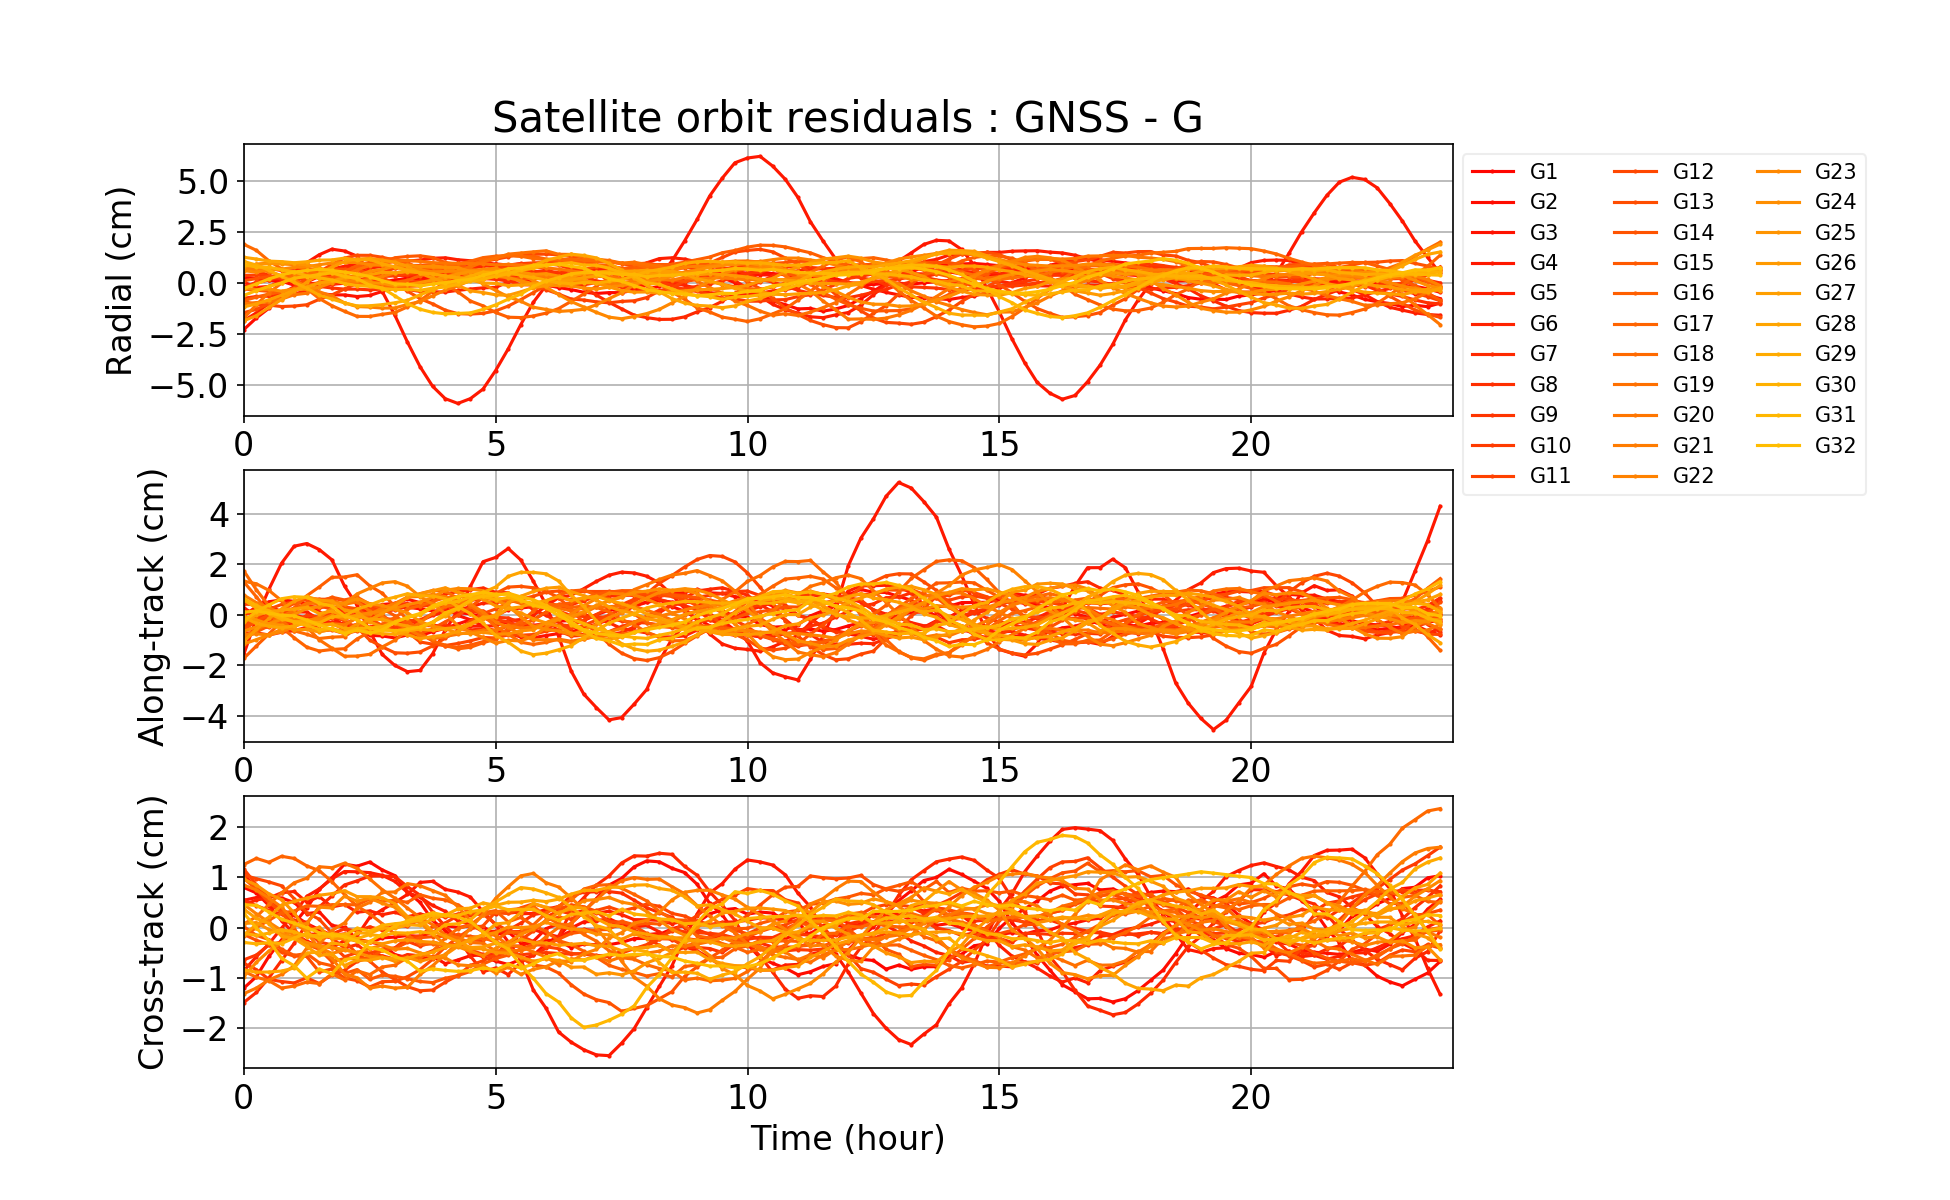 Satellite orbit residuals : GNSS - G
Radial (cm)
5.0
2.5
0.0
−2.5
−5.0
0 5 10 15 20
Along-track (cm)
4
2
0
−2
−4
0 5 10 15 20
Cross-track (cm)
2
1
0
−1
−2
0 5 10 15 20
Time (hour)
G1 G12 G23
G2 G13 G24
G3 G14 G25
G4 G15 G26
G5 G16 G27
G6 G17 G28
G7 G18 G29
G8 G19 G30
G9 G20 G31
G10 G21 G32
G11 G22